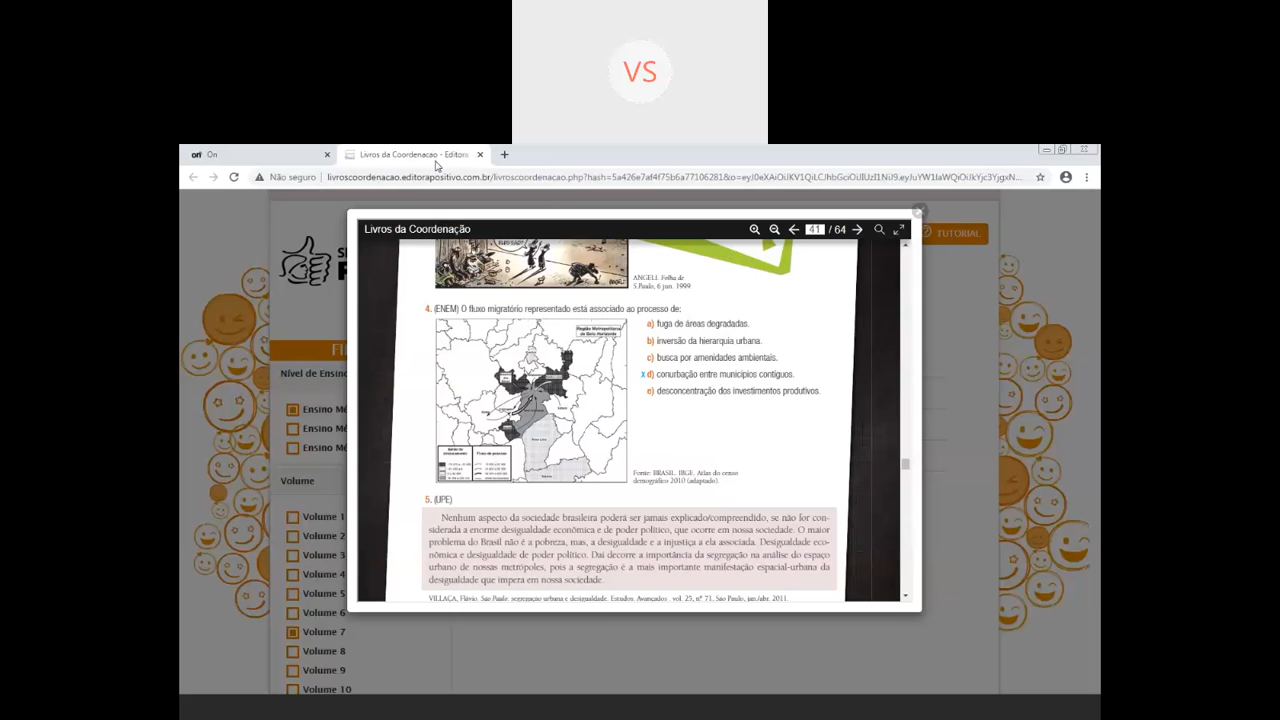 VS
on On
Livros da Coordenacao - Editora
Não seguro
livroscoordenacao.editorapositivo.com.br/livroscoordenacao.php?hash=5a426e7af4f75b6a77106281&o=eyJ0eXAiOiJKV1QiLCJhbGciOiJIUzI1NiJ9.eyJuYW1laWQiOiJkYjc3YjgxN...
TUTORIAL
Livros da Coordenação
41 / 64
ANGELI. Folha de
S.Paulo, 6 jan. 1999
4. (ENEM) O fluxo migratório representado está associado ao processo de:
Região Metropolitana
de Belo Horizonte
a) fuga de áreas degradadas.
b) inversão da hierarquia urbana.
c) busca por amenidades ambientais.
x d) conurbação entre municípios contíguos.
e) desconcentração dos investimentos produtivos.
Fonte: BRASIL. IBGE. Atlas do censo
demográfico 2010 (adaptado).
5. (UPE)
Nenhum aspecto da sociedade brasileira poderá ser jamais explicado/compreendido, se não for con-
siderada a enorme desigualdade econômica e de poder político, que ocorre em nossa sociedade. O maior
problema do Brasil não é a pobreza, mas, a desigualdade e a injustiça a ela associada. Desigualdade eco-
nômica e desigualdade de poder político. Daí decorre a importância da segregação na análise do espaço
urbano de nossas metrópoles, pois a segregação é a mais importante manifestação espacial-urbana da
desigualdade que impera em nossa sociedade.
VILLAÇA, Flávio. São Paulo: segregação urbana e desigualdade. Estudos. Avançados . vol. 25, nº 71, São Paulo, jan./abr. 2011.
FI
Nível de Ensino
Ensino Mé
Ensino Mé
Ensino Mé
Volume
Volume 1
Volume 2
Volume 3
Volume 4
Volume 5
Volume 6
Volume 7
Volume 8
Volume 9
Volume 10